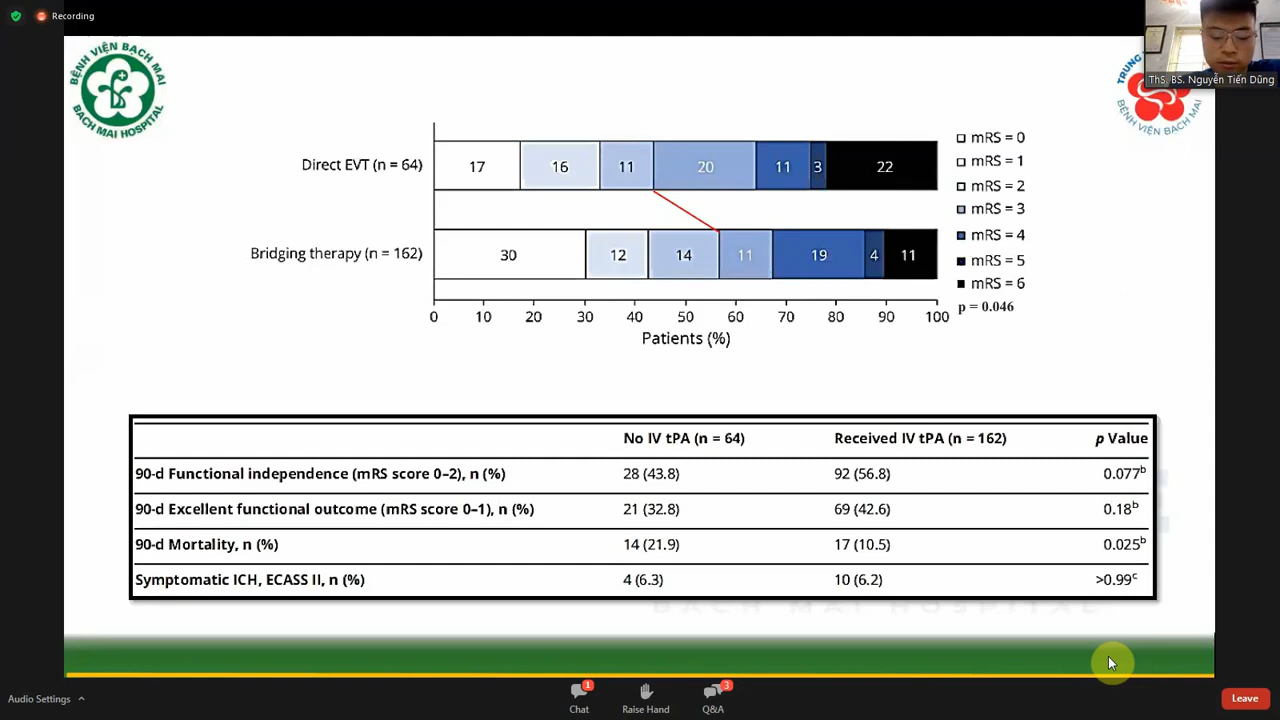 Recording
BỆNH VIỆN BẠCH MAI
BACH MAI HOSPITAL
TRUNG
BỆNH VIỆN BẠCH MAI
ThS. BS. Nguyễn Tiến Dũng
Direct EVT (n = 64)
17 16 11 20 11 3 22
Bridging therapy (n = 162)
30 12 14 11 19 4 11
0 10 20 30 40 50 60 70 80 90 100
Patients (%)
mRS = 0
mRS = 1
mRS = 2
mRS = 3
mRS = 4
mRS = 5
mRS = 6
p = 0.046
No IV tPA (n = 64) Received IV tPA (n = 162) p Value
90-d Functional independence (mRS score 0–2), n (%) 28 (43.8) 92 (56.8) 0.077b
90-d Excellent functional outcome (mRS score 0–1), n (%) 21 (32.8) 69 (42.6) 0.18b
90-d Mortality, n (%) 14 (21.9) 17 (10.5) 0.025b
Symptomatic ICH, ECASS II, n (%) 4 (6.3) 10 (6.2) >0.99c
BACH MAI HOSPITAL
Audio Settings
1
Chat
Raise Hand
3
Q&A
Leave